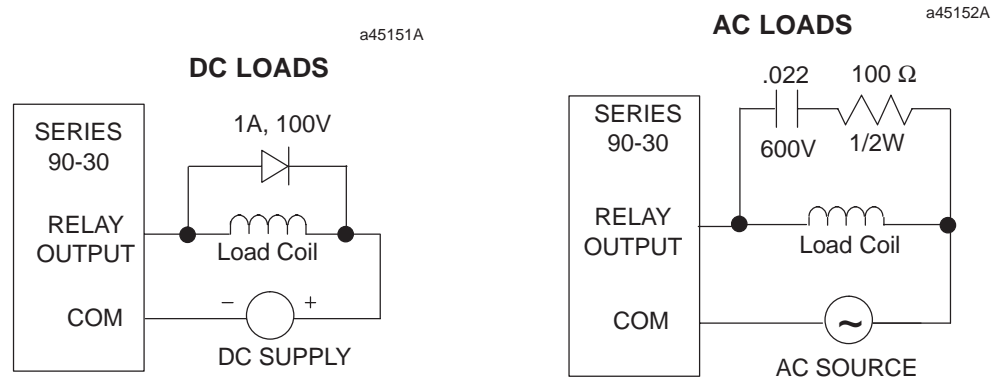 a45151A
DC LOADS
SERIES
90-30
1A, 100V
RELAY
OUTPUT
Load Coil
COM
− +
DC SUPPLY
a45152A
AC LOADS
.022 100 Ω
SERIES
90-30
600V 1/2W
RELAY
OUTPUT
Load Coil
COM
~
AC SOURCE